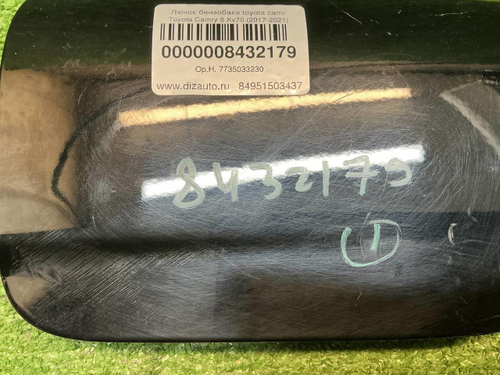 Лючок бензобака toyota camr
Toyota Camry 8 Xv70 (2017-2021)
0000008432179
Ор.Н. 7735033230
www.dizauto.ru 84951503437
8432179
1